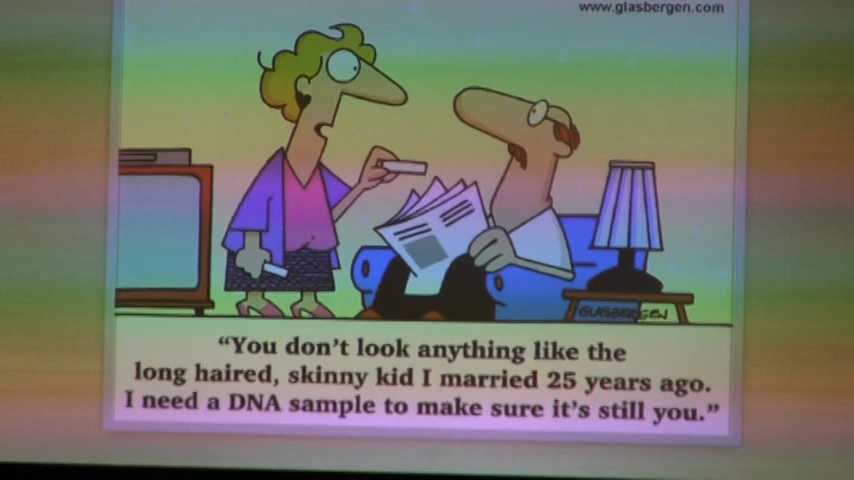 www.glasbergen.com
GLASBERGEN
“You don’t look anything like the
long haired, skinny kid I married 25 years ago.
I need a DNA sample to make sure it’s still you.”